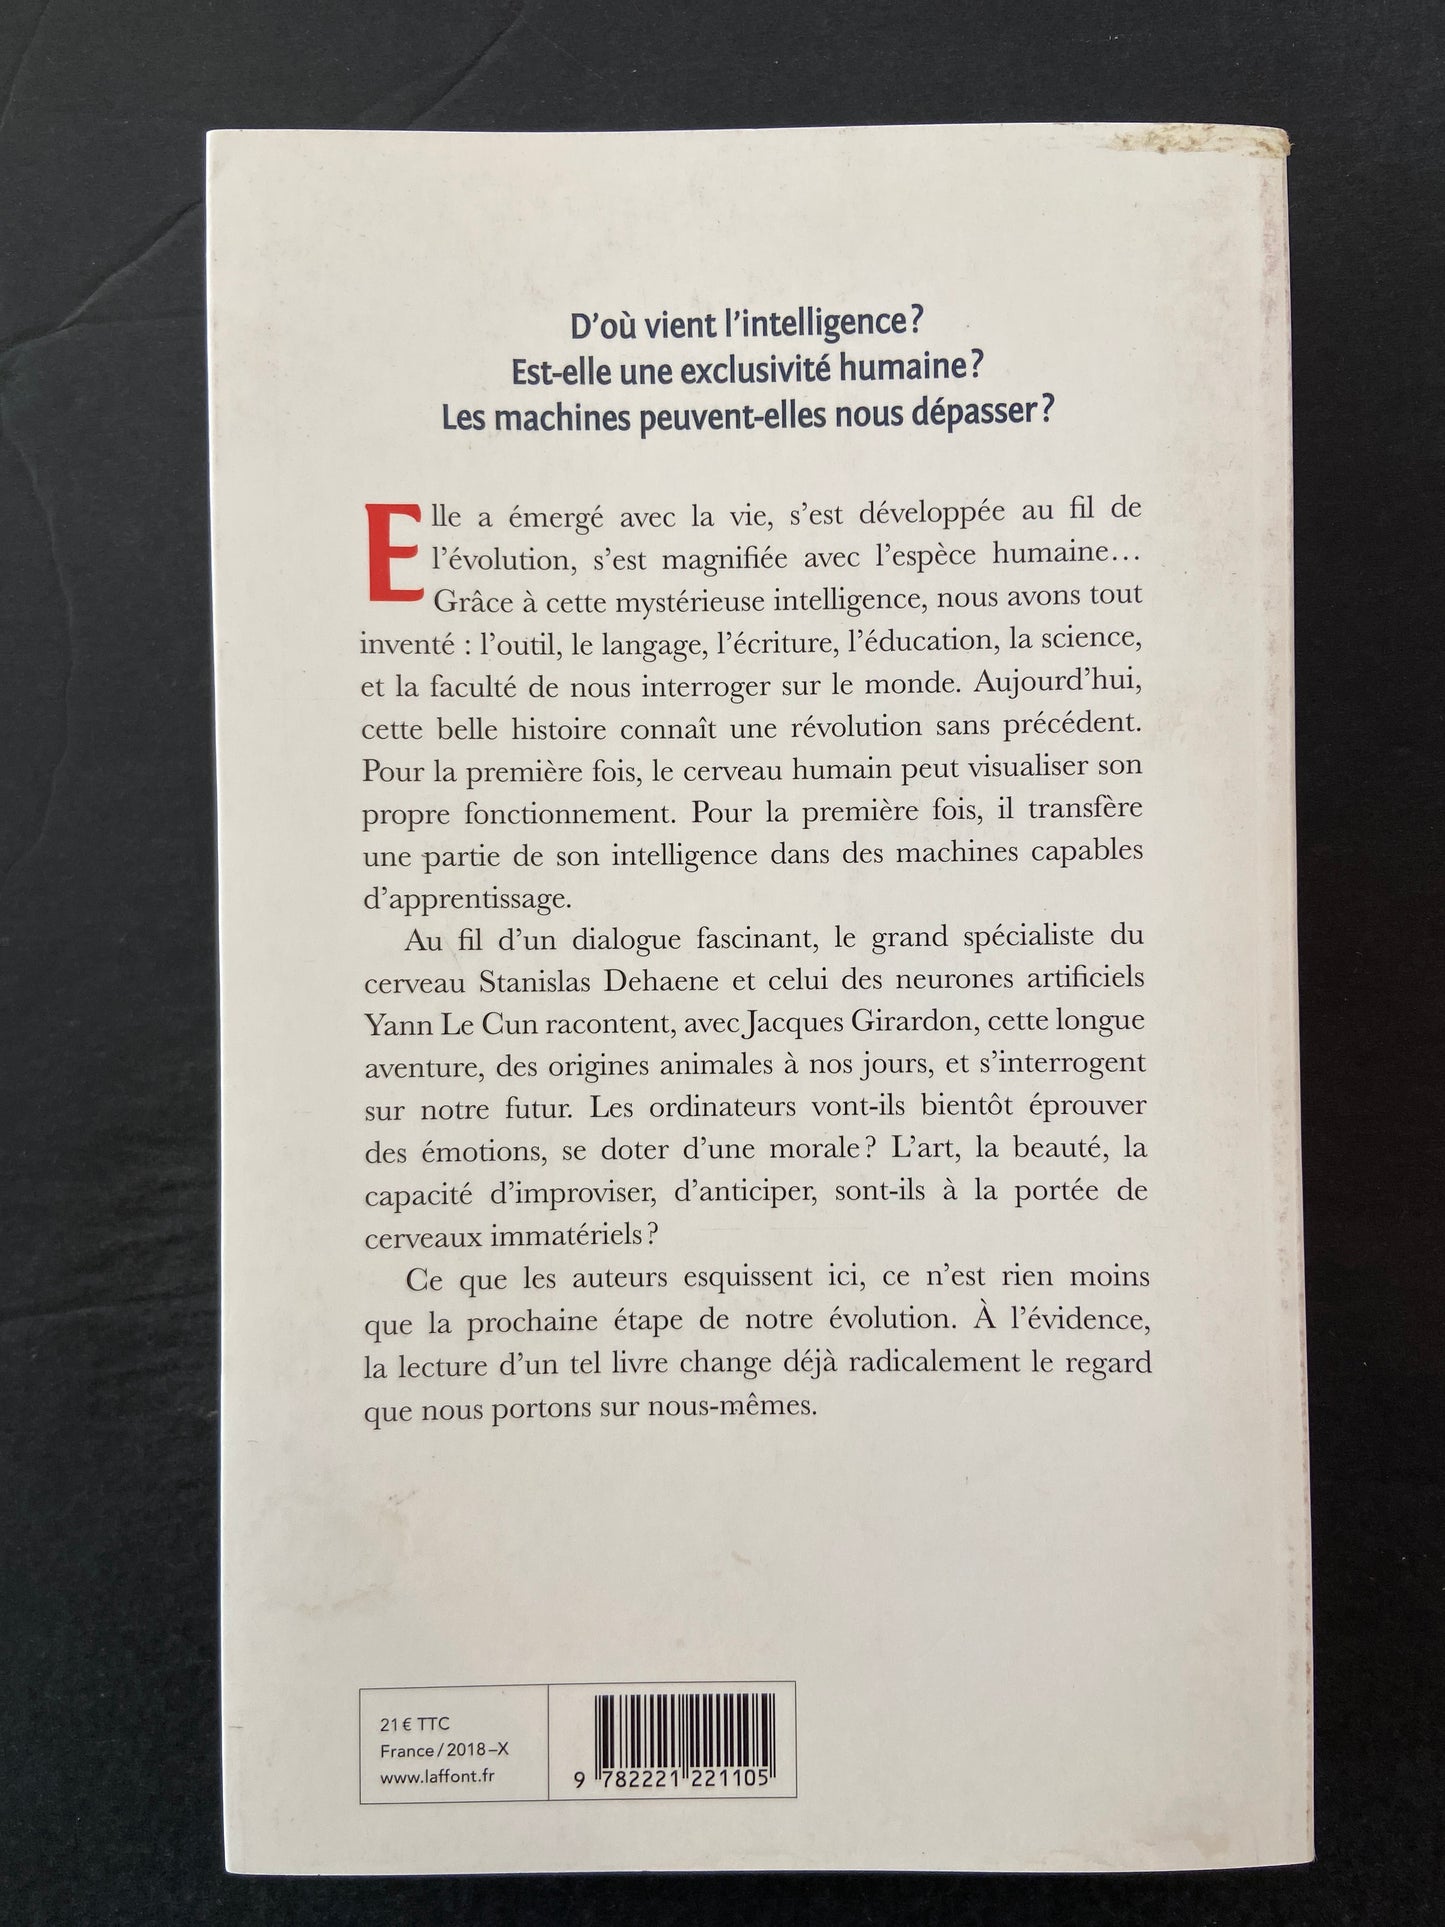 D’où vient l’intelligence ?
Est-elle une exclusivité humaine ?
Les machines peuvent-elles nous dépasser ?
Elle a émergé avec la vie, s’est développée au fil de
l’évolution, s’est magnifiée avec l’espèce humaine…
Grâce à cette mystérieuse intelligence, nous avons tout
inventé : l’outil, le langage, l’écriture, l’éducation, la science,
et la faculté de nous interroger sur le monde. Aujourd’hui,
cette belle histoire connaît une révolution sans précédent.
Pour la première fois, le cerveau humain peut visualiser son
propre fonctionnement. Pour la première fois, il transfère
une partie de son intelligence dans des machines capables
d’apprentissage.
Au fil d’un dialogue fascinant, le grand spécialiste du
cerveau Stanislas Dehaene et celui des neurones artificiels
Yann Le Cun racontent, avec Jacques Girardon, cette longue
aventure, des origines animales à nos jours, et s’interrogent
sur notre futur. Les ordinateurs vont-ils bientôt éprouver
des émotions, se doter d’une morale ? L’art, la beauté, la
capacité d’improviser, d’anticiper, sont-ils à la portée de
cerveaux immatériels ?
Ce que les auteurs esquissent ici, ce n’est rien moins
que la prochaine étape de notre évolution. À l’évidence,
la lecture d’un tel livre change déjà radicalement le regard
que nous portons sur nous-mêmes.
21 € TTC
France / 2018–X
www.laffont.fr
9 782221 221105